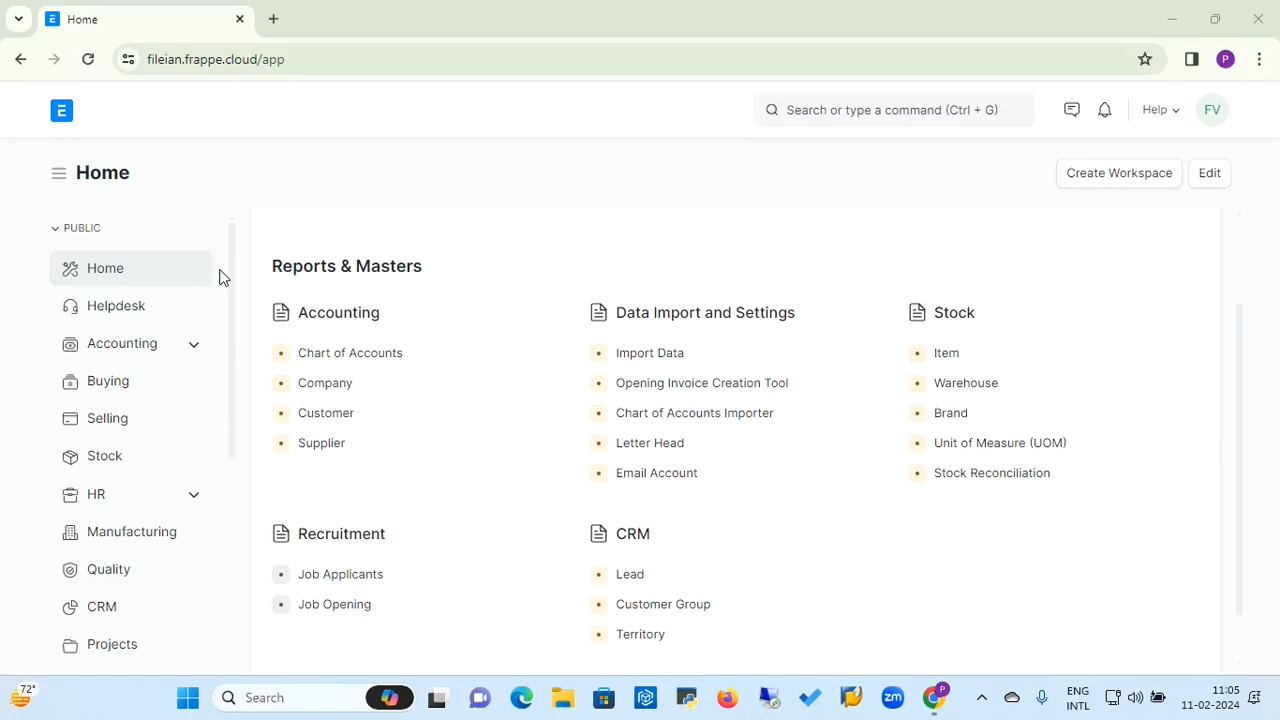 Home
fileian.frappe.cloud/app
P
E
Search or type a command (Ctrl + G)
Help
FV
Home
Create Workspace
Edit
PUBLIC
Home
Helpdesk
Accounting
Buying
Selling
Stock
HR
Manufacturing
Quality
CRM
Projects
Reports & Masters
Accounting
Chart of Accounts
Company
Customer
Supplier
Data Import and Settings
Import Data
Opening Invoice Creation Tool
Chart of Accounts Importer
Letter Head
Email Account
Stock
Item
Warehouse
Brand
Unit of Measure (UOM)
Stock Reconciliation
Recruitment
Job Applicants
Job Opening
CRM
Lead
Customer Group
Territory
72°
Search
zm
P
ENG
INTL
11:05
11-02-2024